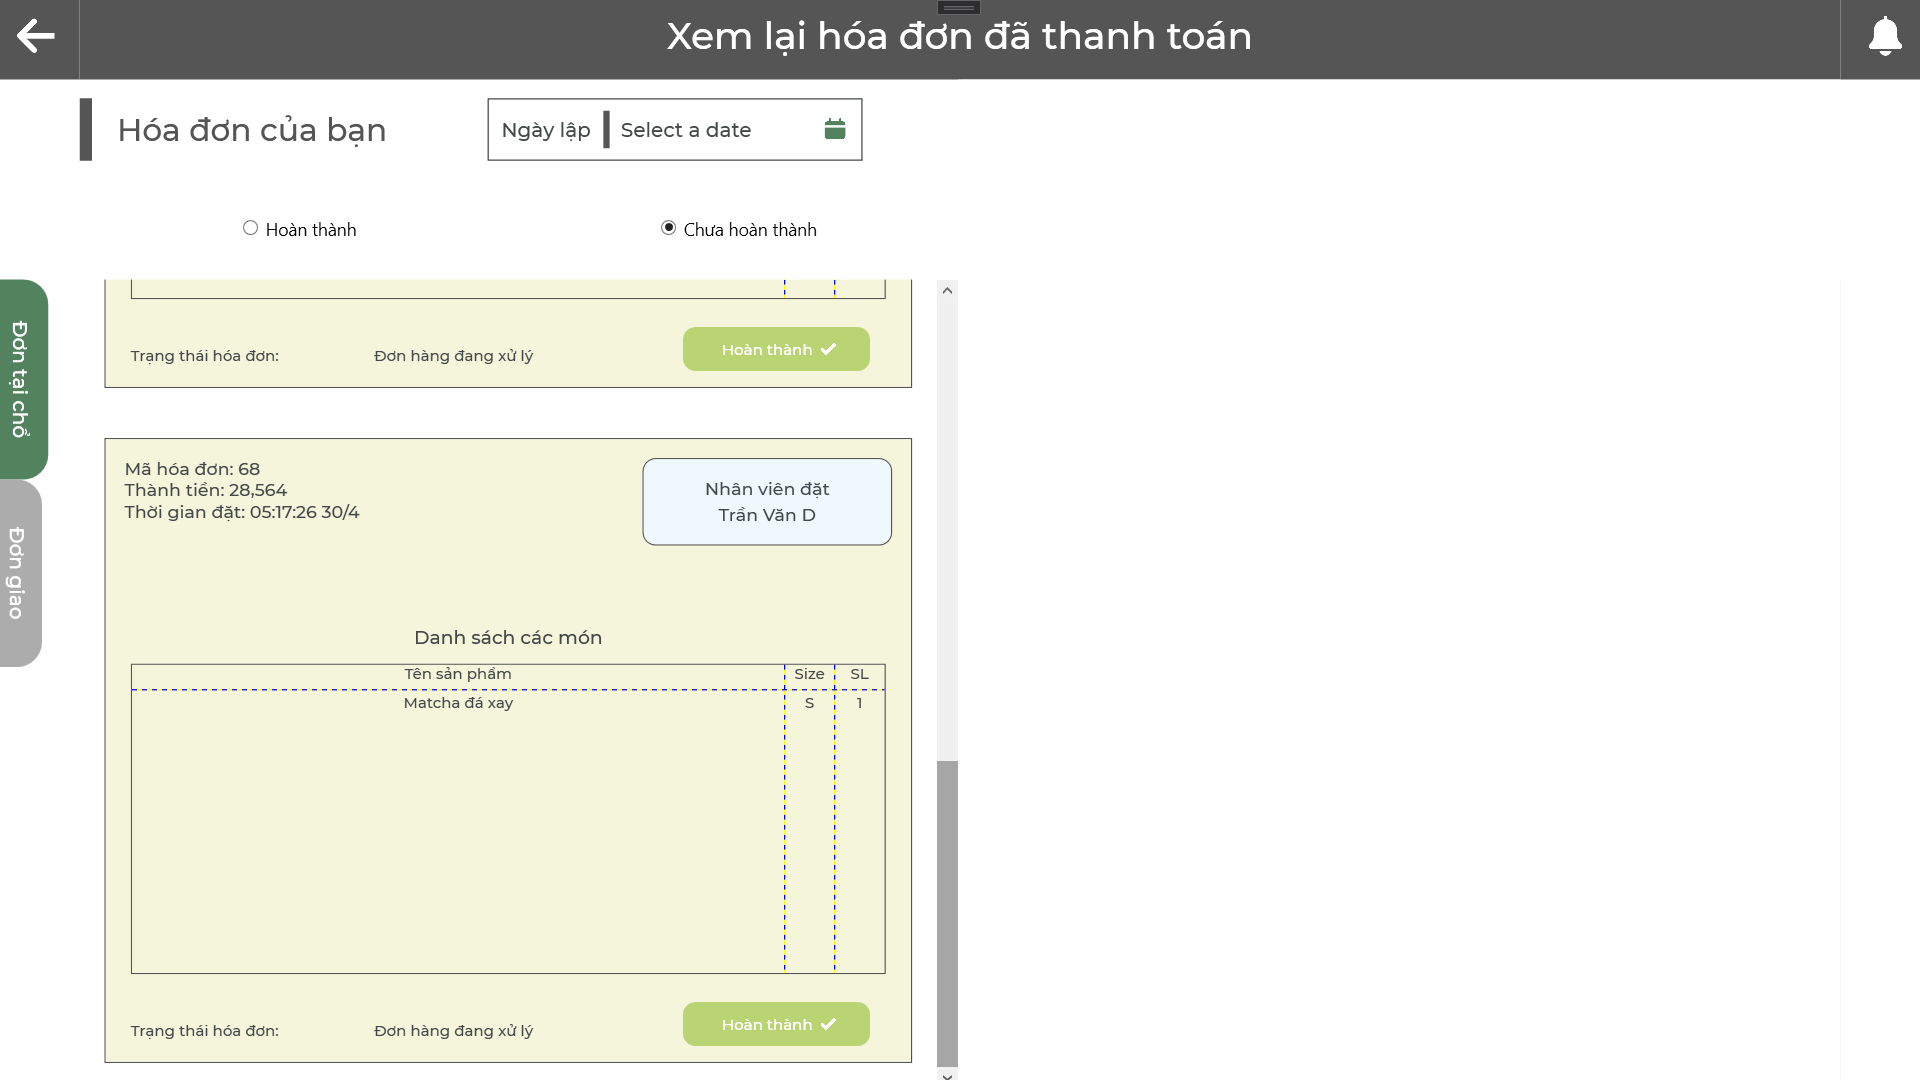 Xem lại hóa đơn đã thanh toán
Hóa đơn của bạn
Ngày lập
Select a date
Hoàn thành
Chưa hoàn thành
Đơn tại chổ
Đơn giao
Trạng thái hóa đơn:
Đơn hàng đang xử lý
Hoàn thành
Mã hóa đơn: 68
Thành tiền: 28,564
Thời gian đặt: 05:17:26 30/4
Nhân viên đặt
Trần Văn D
Danh sách các món
Tên sản phẩm Size SL
Matcha đá xay S 1
Trạng thái hóa đơn:
Đơn hàng đang xử lý
Hoàn thành